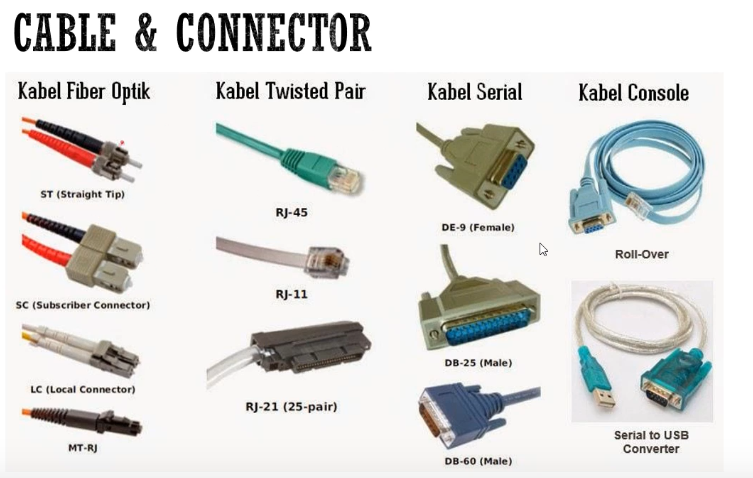 CABLE & CONNECTOR
Kabel Fiber Optik
ST (Straight Tip)
SC (Subscriber Connector)
LC (Local Connector)
MT-RJ
Kabel Twisted Pair
RJ-45
RJ-11
RJ-21 (25-pair)
Kabel Serial
DE-9 (Female)
DB-25 (Male)
DB-60 (Male)
Kabel Console
Roll-Over
Serial to USB
Converter